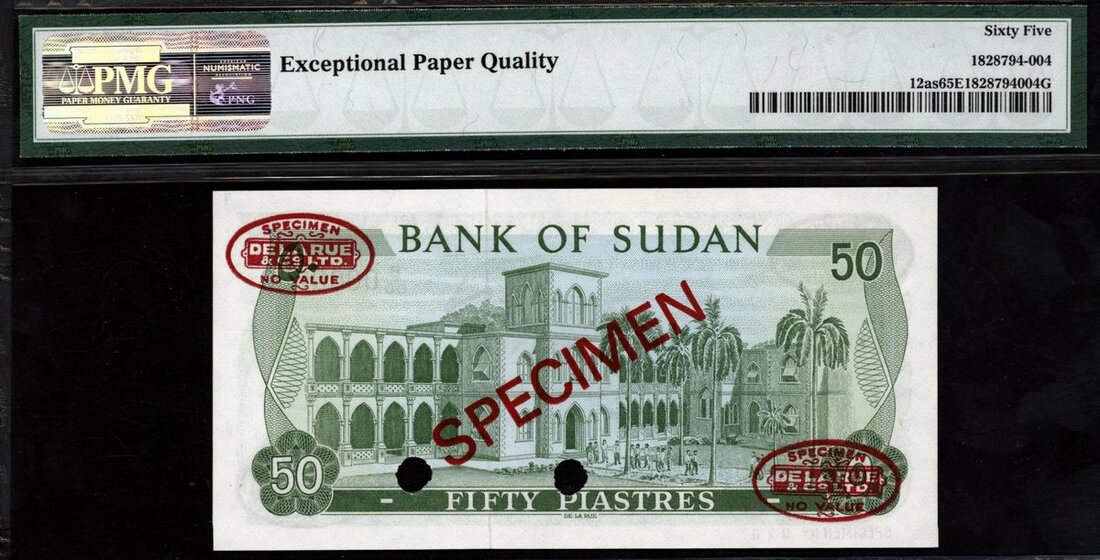 PMG
PAPER MONEY GUARANTY
AMERICAN
NUMISMATIC
ASSOCIATION
PNG
Exceptional Paper Quality
Sixty Five
1828794-004
12as65E1828794004G
SPECIMEN
DE LA RUE
& CO LTD.
NO VALUE
BANK OF SUDAN
50
SPECIMEN
50
SPECIMEN
DE LA RUE
& CO LTD.
NO VALUE
FIFTY PIASTRES
DE LA RUE